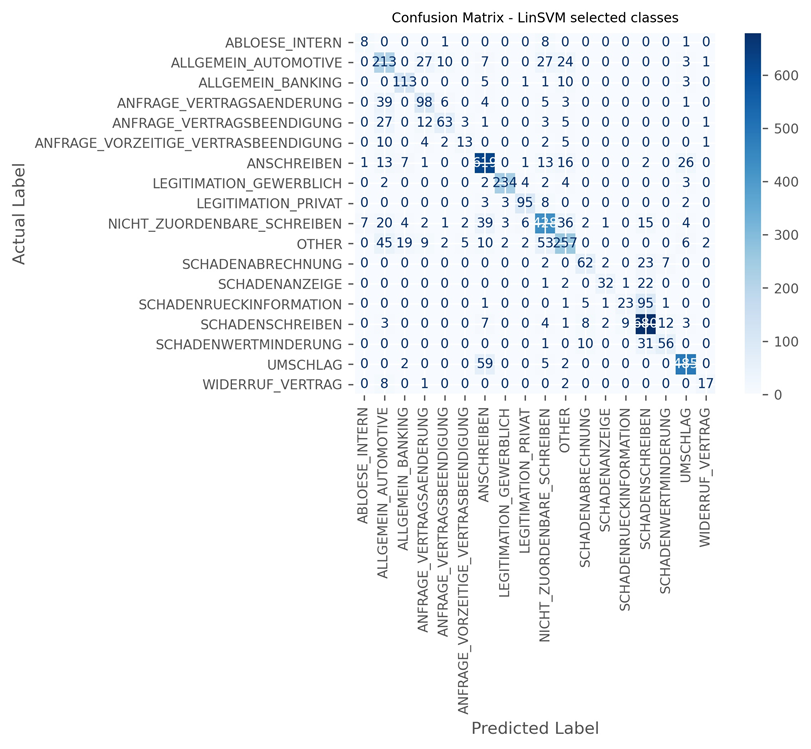 Confusion Matrix - LinSVM selected classes
ABLOESE_INTERN 8 0 0 0 1 0 0 0 0 8 0 0 0 0 0 0 1 0
ALLGEMEIN_AUTOMOTIVE 0 213 0 27 10 0 7 0 0 27 24 0 0 0 0 0 3 1
ALLGEMEIN_BANKING 0 0 113 0 0 0 5 0 1 1 10 0 0 0 0 0 3 0
ANFRAGE_VERTRAGSAENDERUNG 0 39 0 98 6 0 4 0 0 5 3 0 0 0 0 0 1 0
ANFRAGE_VERTRAGSBEENDIGUNG 0 27 0 12 63 3 1 0 0 3 5 0 0 0 0 0 0 1
ANFRAGE_VORZEITIGE_VERTRASBEENDIGUNG 0 10 0 4 2 13 0 0 0 2 5 0 0 0 0 0 0 1
ANSCHREIBEN 1 13 7 1 0 0 619 0 1 13 16 0 0 0 2 0 26 0
LEGITIMATION_GEWERBLICH 0 2 0 0 0 0 2 234 4 2 4 0 0 0 0 0 3 0
LEGITIMATION_PRIVAT 0 0 0 0 0 0 3 3 95 8 0 0 0 0 0 0 2 0
NICHT_ZUORDENBARE_SCHREIBEN 7 20 4 2 1 2 39 3 6 36 2 1 0 15 0 4 0
OTHER 0 45 19 9 2 5 10 2 2 53 257 0 0 0 0 0 6 2
SCHADENABRECHNUNG 0 0 0 0 0 0 0 0 0 2 0 62 2 0 23 7 0 0
SCHADENANZEIGE 0 0 0 0 0 0 0 0 0 1 2 0 32 1 22 0 0 0
SCHADENRUECKINFORMATION 0 0 0 0 0 0 1 0 0 0 1 5 1 23 95 1 0 0
SCHADENSCHREIBEN 0 3 0 0 0 0 7 0 0 4 1 8 2 9 680 12 3 0
SCHADENWERTMINDERUNG 0 0 0 0 0 0 0 0 0 1 0 10 0 0 31 56 0 0
UMSCHLAG 0 0 2 0 0 0 59 0 0 5 2 0 0 0 0 0 485 0
WIDERRUF_VERTRAG 0 8 0 1 0 0 0 0 0 0 2 0 0 0 0 0 0 17
Actual Label
ABLOESE_INTERN
ALLGEMEIN_AUTOMOTIVE
ALLGEMEIN_BANKING
ANFRAGE_VERTRAGSAENDERUNG
ANFRAGE_VERTRAGSBEENDIGUNG
ANFRAGE_VORZEITIGE_VERTRASBEENDIGUNG
ANSCHREIBEN
LEGITIMATION_GEWERBLICH
LEGITIMATION_PRIVAT
NICHT_ZUORDENBARE_SCHREIBEN
OTHER
SCHADENABRECHNUNG
SCHADENANZEIGE
SCHADENRUECKINFORMATION
SCHADENSCHREIBEN
SCHADENWERTMINDERUNG
UMSCHLAG
WIDERRUF_VERTRAG
Predicted Label
600
500
400
300
200
100
0